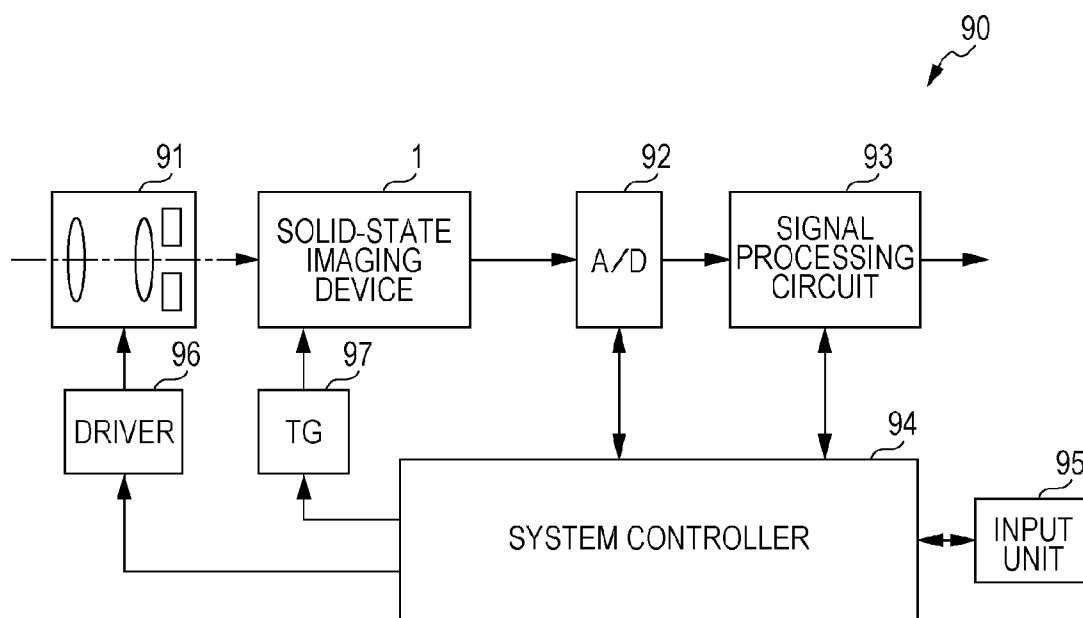 90
91
1
92
93
SOLID-STATE
IMAGING
DEVICE
A/D
SIGNAL
PROCESSING
CIRCUIT
96
97
DRIVER
TG
94
95
SYSTEM CONTROLLER
INPUT
UNIT